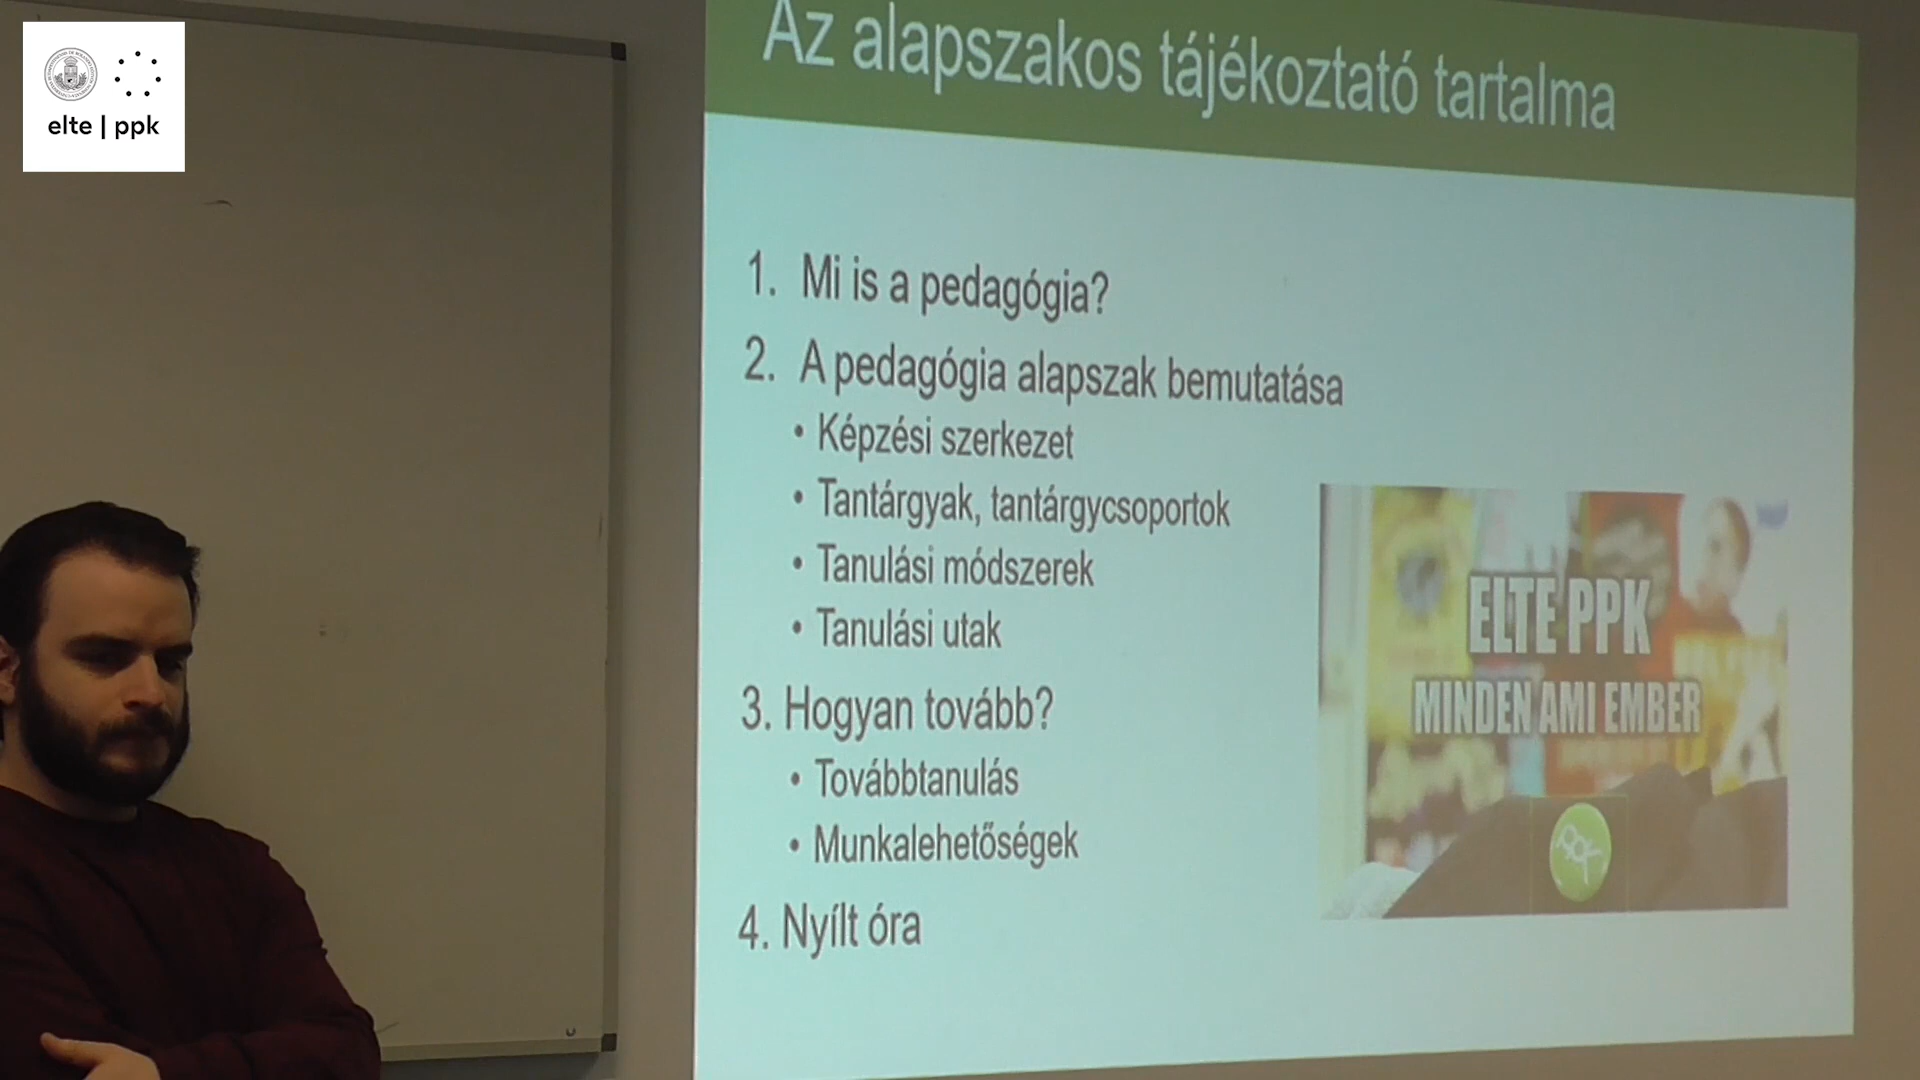 elte | ppk
Az alapszakos tájékoztató tartalma
1. Mi is a pedagógia?
2. A pedagógia alapszak bemutatása
• Képzési szerkezet
• Tantárgyak, tantárgycsoportok
• Tanulási módszerek
• Tanulási utak
3. Hogyan tovább?
• Továbbtanulás
• Munkalehetőségek
4. Nyílt óra
ELTE PPK
MINDEN AMI EMBER
ppk